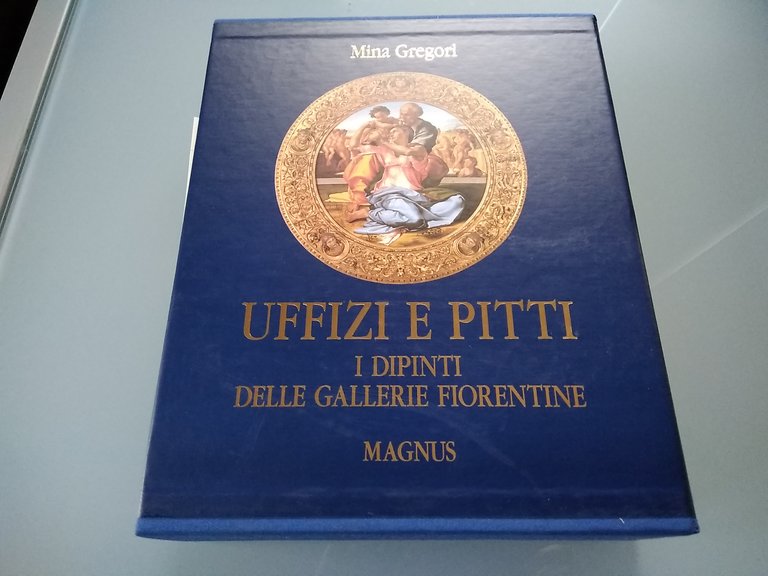 Mina Gregori
UFFIZI E PITTI
I DIPINTI
DELLE GALLERIE FIORENTINE
MAGNUS